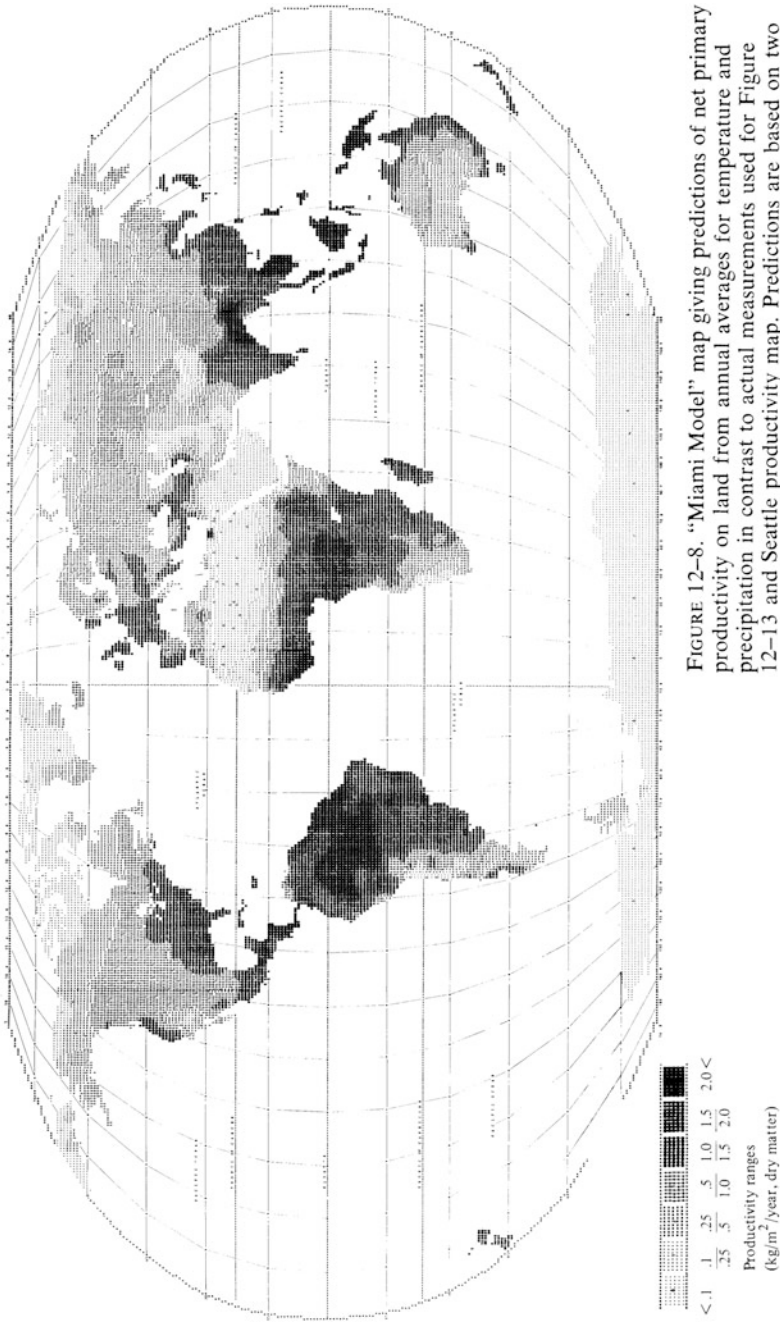 FIGURE 12–8. “Miami Model” map giving predictions of net primary
productivity on land from annual averages for temperature and
precipitation in contrast to actual measurements used for Figure
12–13 and Seattle productivity map. Predictions are based on two
< .1 .1 .25 .5 1.0 1.5 2.0 <
.25 .5 1.0 1.5 2.0
Productivity ranges
(kg/m²/year, dry matter)